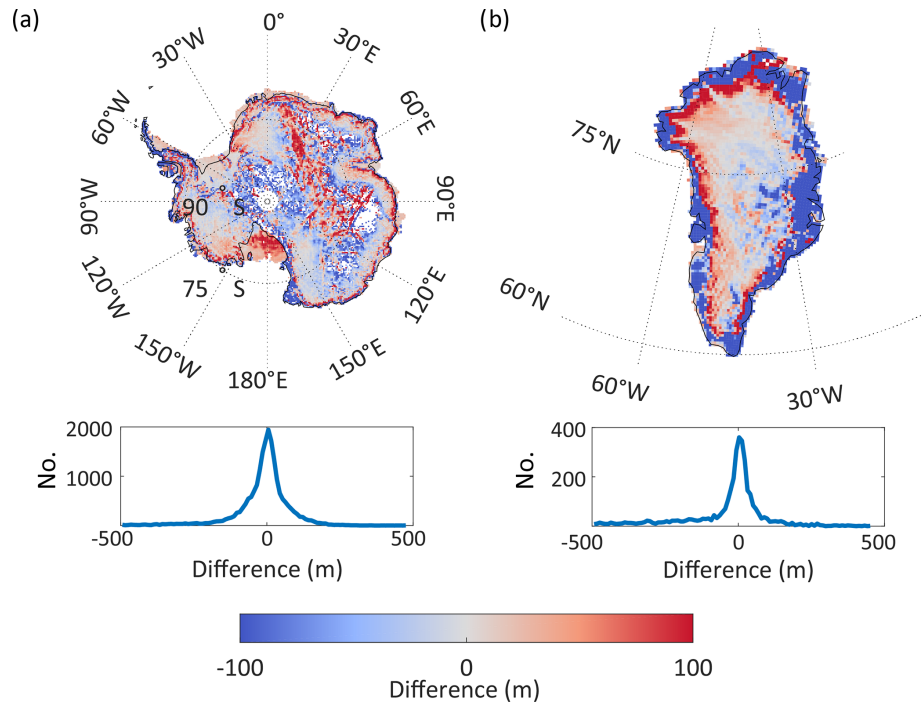 (a)
0°
30°W
30°E
60°W
60°E
90°W
90 °S
90°E
120°W
75 °S
120°E
150°W
150°E
180°E
(b)
75°N
60°N
60°W
30°W
No.
2000
1000
-500
0
500
Difference (m)
No.
400
200
-500
0
500
Difference (m)
-100
0
100
Difference (m)